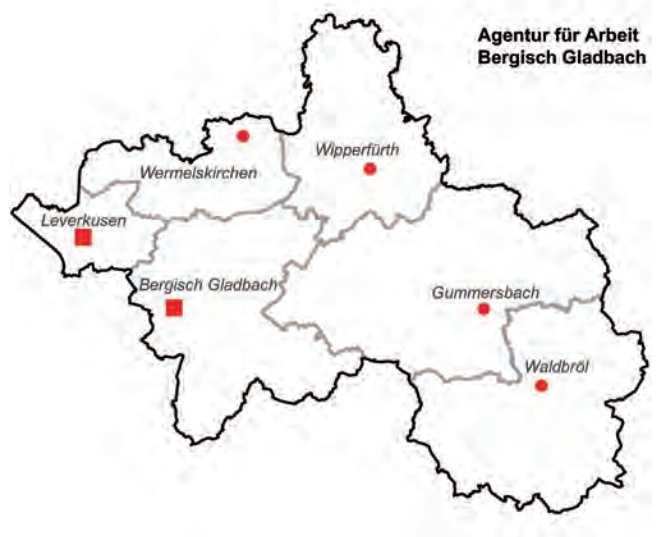 Agentur für Arbeit
Bergisch Gladbach
Wipperfürth
Wermelskirchen
Leverkusen
Bergisch Gladbach
Gummersbach
Waldbröl